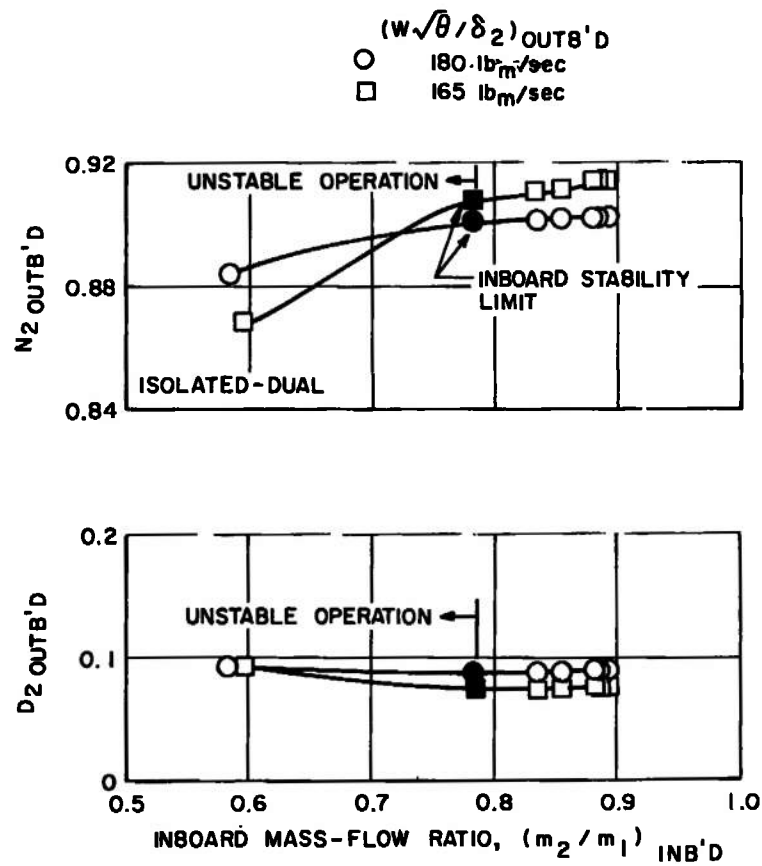 (W√θ/δ2)OUTB'D
180 lbm/sec
165 lbm/sec
0.92
UNSTABLE OPERATION
N2 OUTB'D
0.88
INBOARD STABILITY
LIMIT
ISOLATED-DUAL
0.84
0.2
UNSTABLE OPERATION
D2 OUTB'D
0.1
0
0.5 0.6 0.7 0.8 0.9 1.0
INBOARD MASS-FLOW RATIO, (m2/m1) INB'D